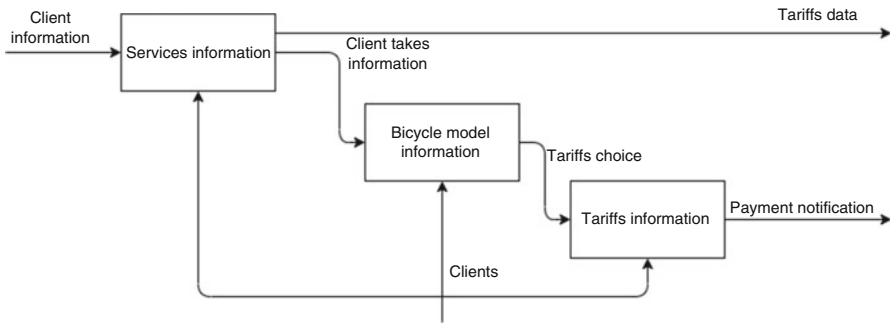 Client
information
Services information
Tariffs data
Client takes
information
Bicycle model
information
Tariffs choice
Tariffs information
Payment notification
Clients